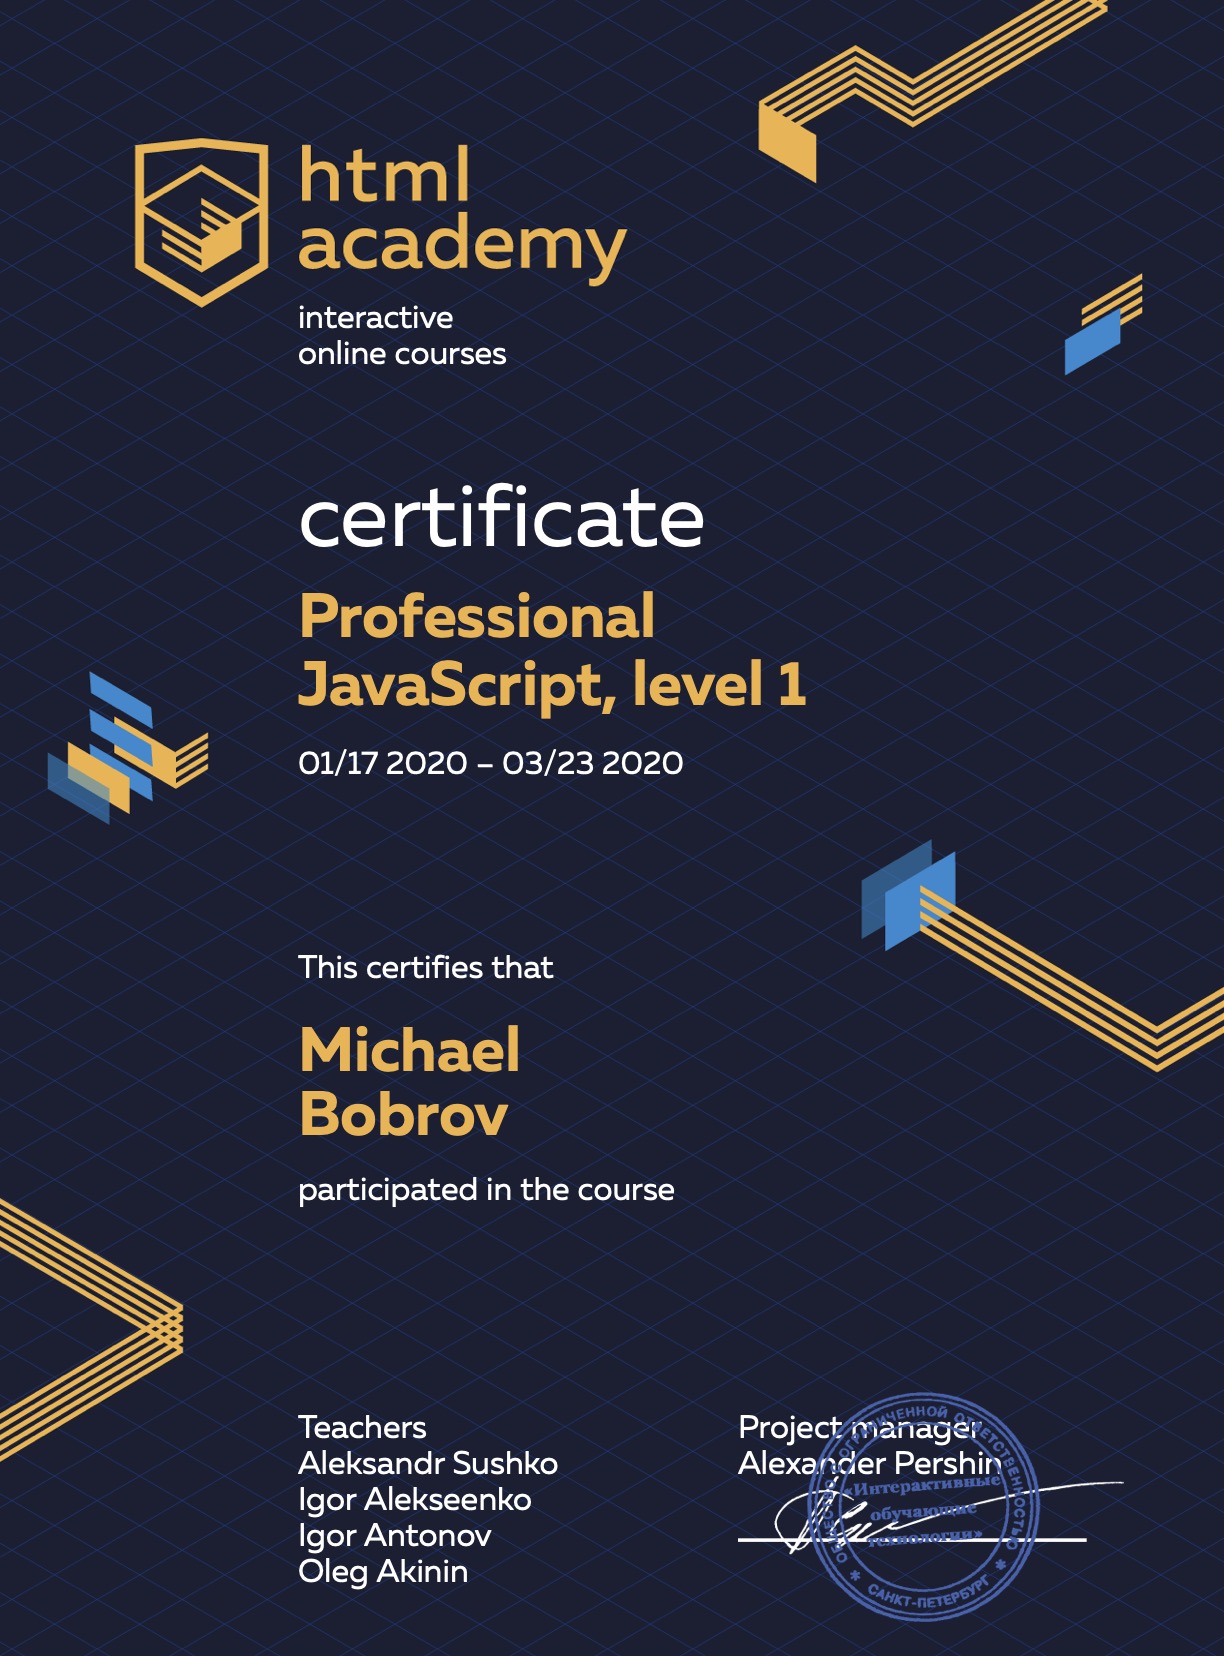 html
academy
interactive
online courses
certificate
Professional
JavaScript, level 1
01/17 2020 – 03/23 2020
This certifies that
Michael
Bobrov
participated in the course
Teachers
Aleksandr Sushko
Igor Alekseenko
Igor Antonov
Oleg Akinin
Project manager
Alexander Pershin
ОБЩЕСТВО С ОГРАНИЧЕННОЙ ОТВЕТСТВЕННОСТЬЮ
«Интерактивные
обучающие
технологии»
* САНКТ-ПЕТЕРБУРГ *